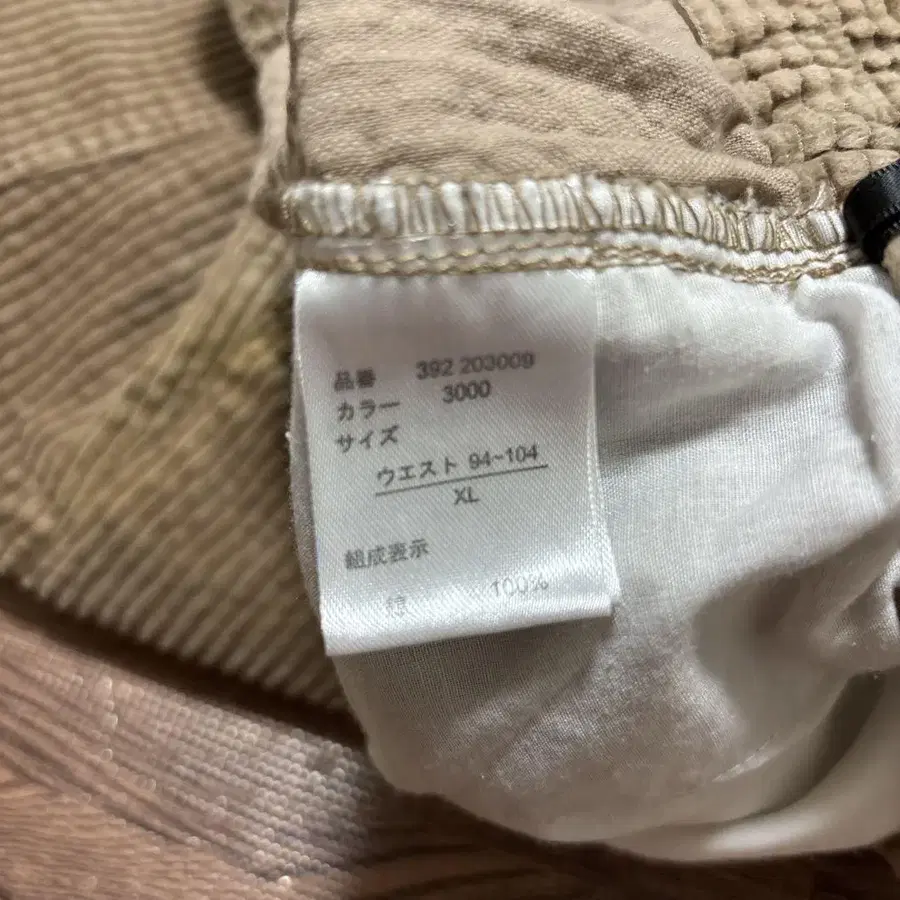 品番 392 203009
カラー 3000
サイズ
ウエスト 94~104
XL
組成表示
綿 100%